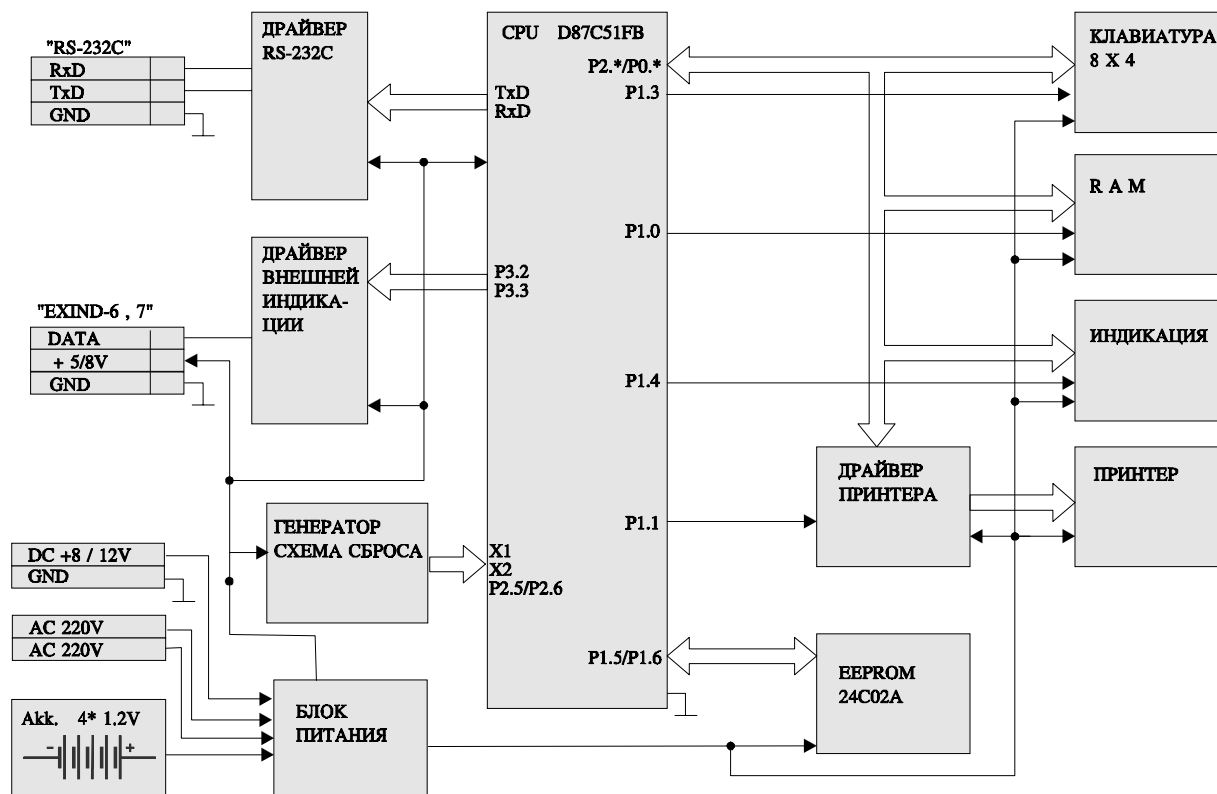 "RS-232C"
RxD
TxD
GND
ДРАЙВЕР
RS-232C
CPU D87C51FB
P2.*/P0.*
P1.3
TxD
RxD
P1.0
P3.2
P3.3
P1.4
P1.1
X1
X2
P2.5/P2.6
P1.5/P1.6
КЛАВИАТУРА
8 X 4
R A M
ИНДИКАЦИЯ
ПРИНТЕР
ДРАЙВЕР
ВНЕШНЕЙ
ИНДИКА-
ЦИИ
"EXIND-6 , 7"
DATA
+ 5/8V
GND
ДРАЙВЕР
ПРИНТЕРА
ГЕНЕРАТОР
СХЕМА СБРОСА
DC +8 / 12V
GND
AC 220V
AC 220V
Akk. 4* 1.2V
- +
БЛОК
ПИТАНИЯ
EEPROM
24C02A